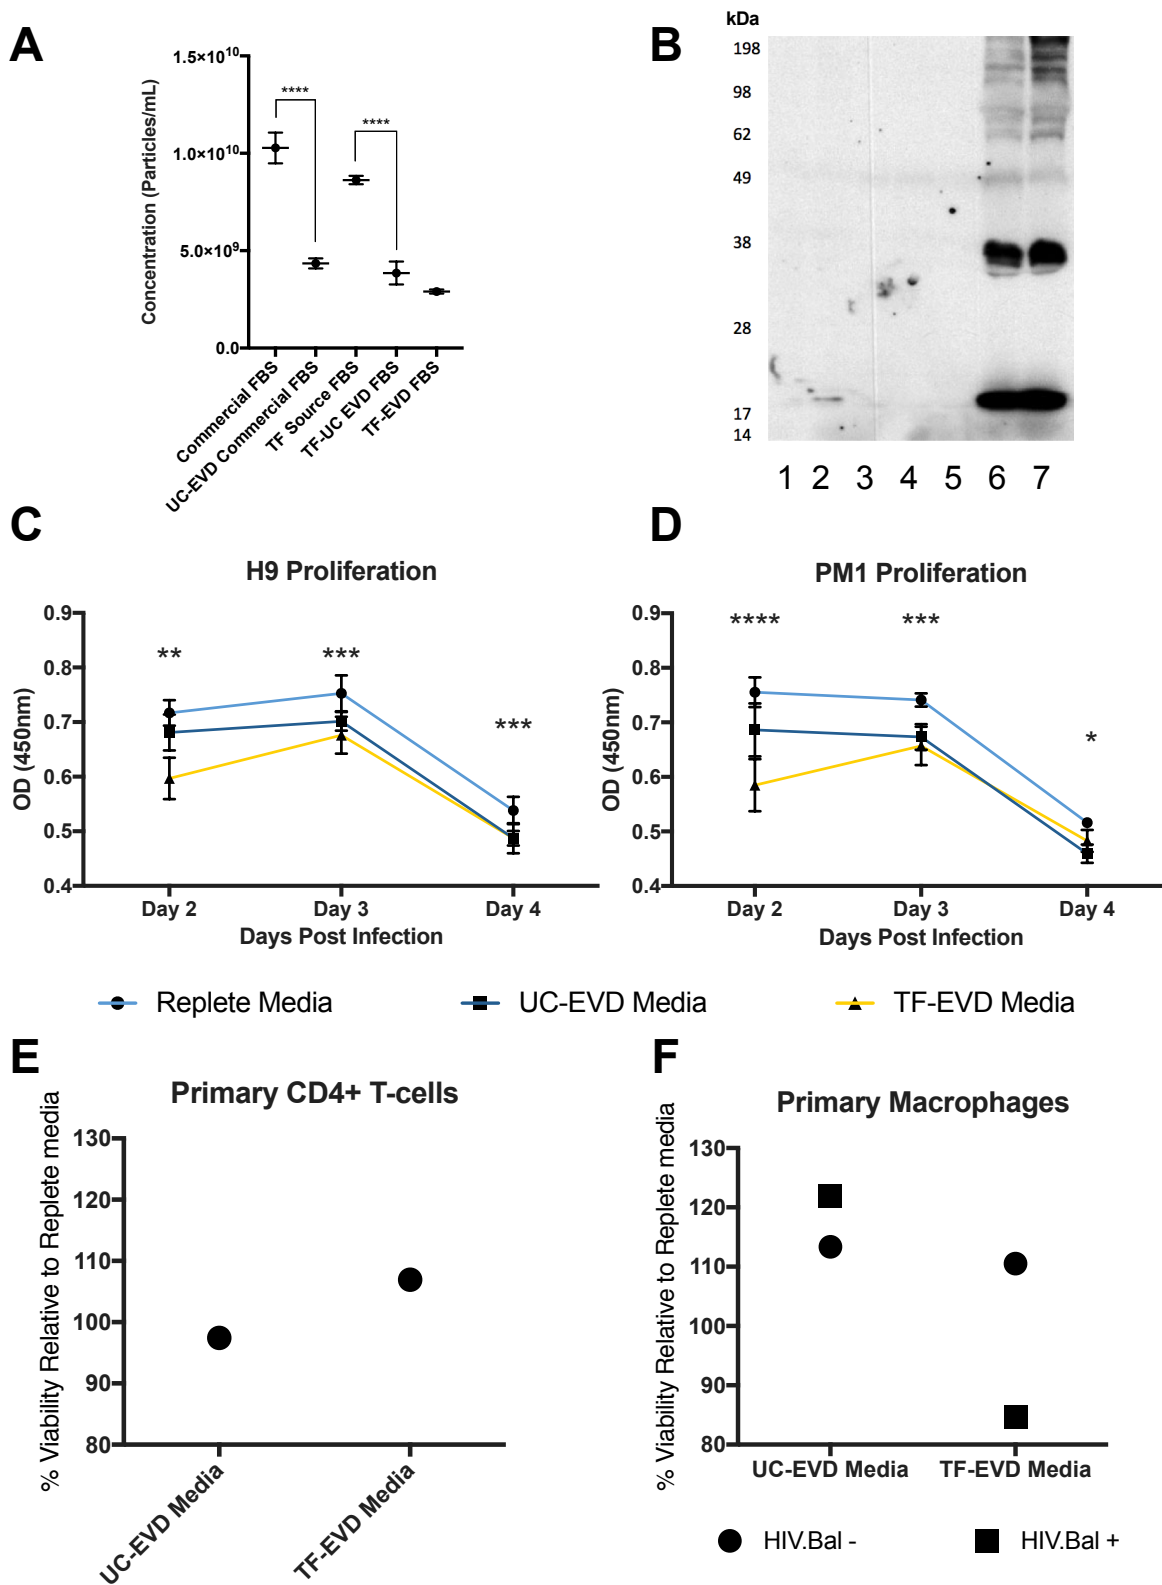 A
1.5×10^10
1.0×10^10
5.0×10^9
0.0
Concentration (Particles/mL)
****
****
Commercial FBS
UC-EVD Commercial FBS
TF Source FBS
TF-UC EVD FBS
TF-EVD FBS
B
kDa
198
98
62
49
38
28
17
14
1 2 3 4 5 6 7
C
H9 Proliferation
0.9
0.8
0.7
0.6
0.5
0.4
OD (450nm)
**
***
***
Day 2 Day 3 Day 4
Days Post Infection
D
PM1 Proliferation
0.9
0.8
0.7
0.6
0.5
0.4
OD (450nm)
****
***
*
Day 2 Day 3 Day 4
Days Post Infection
Replete Media UC-EVD Media TF-EVD Media
E
Primary CD4+ T-cells
130
120
110
100
90
80
% Viability Relative to Replete media
UC-EVD Media
TF-EVD Media
F
Primary Macrophages
130
120
110
100
90
80
% Viability Relative to Replete media
UC-EVD Media TF-EVD Media
HIV.Bal - HIV.Bal +